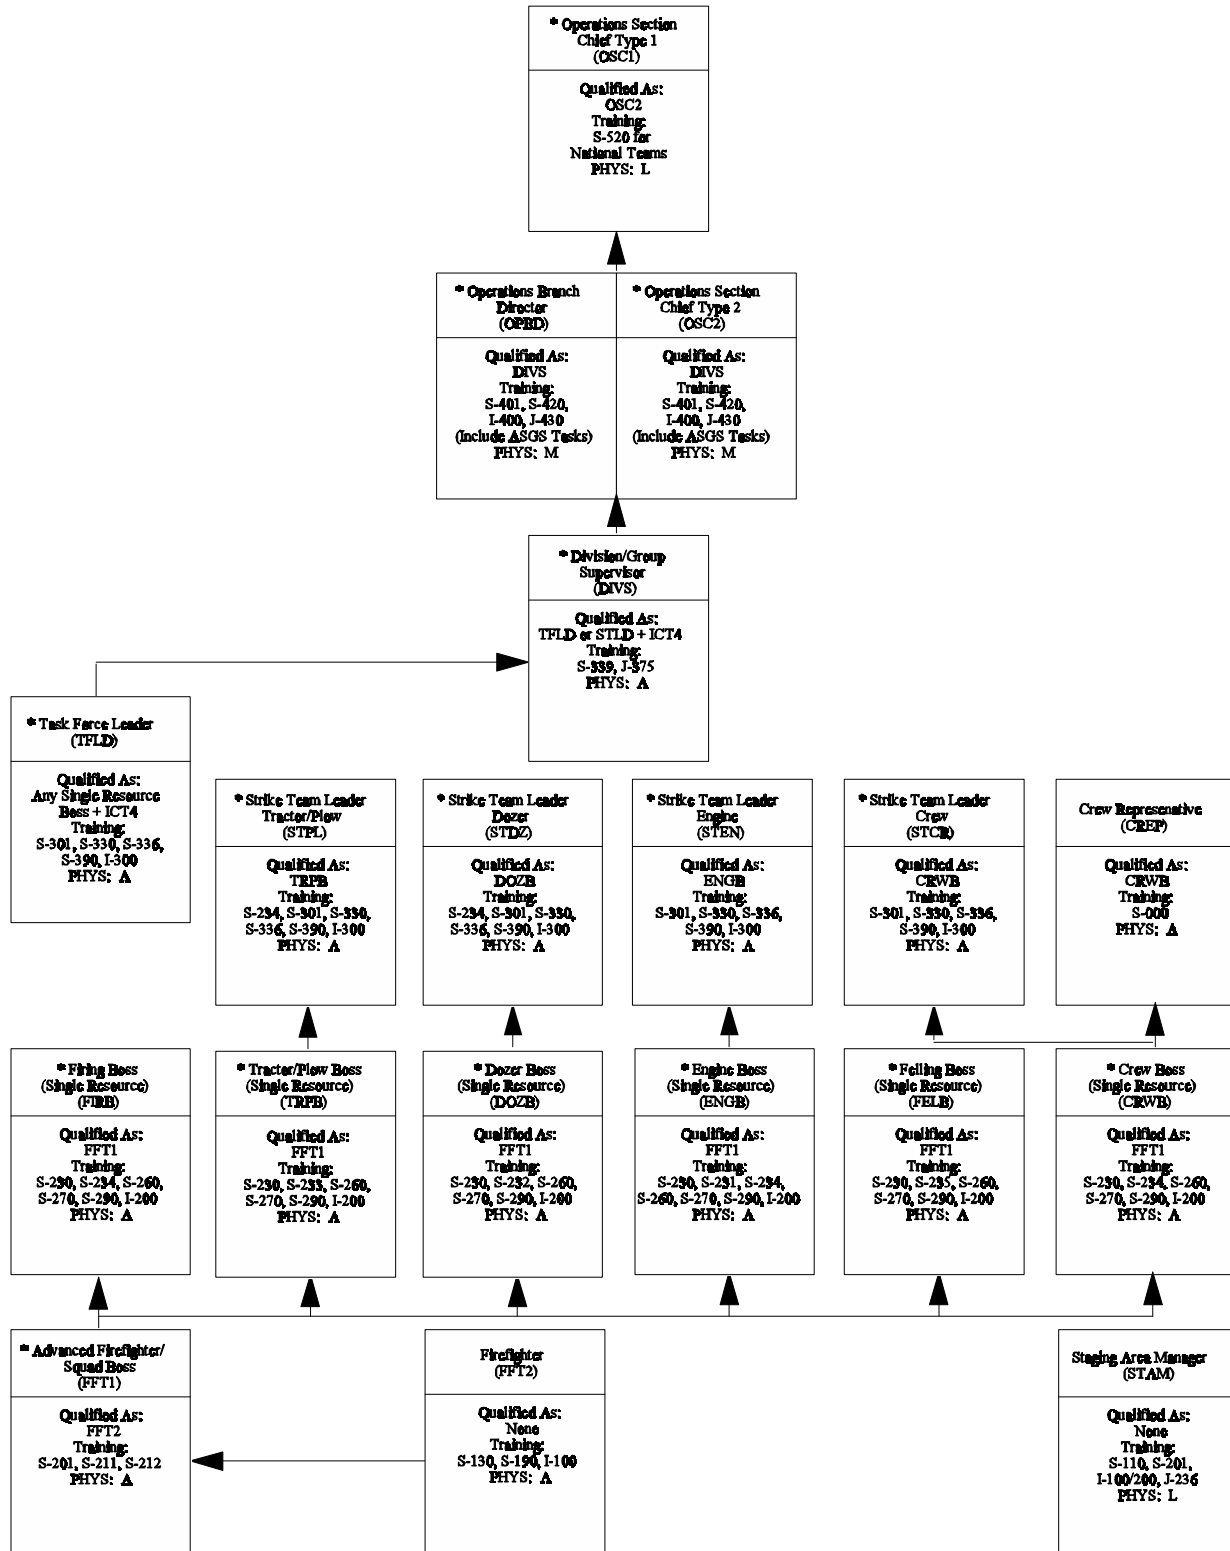 * Operations Section
Chief Type 1
(OSC1)
Qualified As:
OSC2
Training:
S-520 for
National Teams
PHYS: L
* Operations Branch
Director
(OPBD)
Qualified As:
DIVS
Training:
S-401, S-420,
I-400, J-430
(Include ASGS Tasks)
PHYS: M
* Operations Section
Chief Type 2
(OSC2)
Qualified As:
DIVS
Training:
S-401, S-420,
I-400, J-430
(Include ASGS Tasks)
PHYS: M
* Division/Group
Supervisor
(DIVS)
Qualified As:
TFLD or STLD + ICT4
Training:
S-339, J-375
PHYS: A
* Task Force Leader
(TFLD)
Qualified As:
Any Single Resource
Boss + ICT4
Training:
S-301, S-330, S-336,
S-390, I-300
PHYS: A
* Strike Team Leader
Tractor/Plow
(STPL)
Qualified As:
TRPB
Training:
S-234, S-301, S-330,
S-336, S-390, I-300
PHYS: A
* Strike Team Leader
Dozer
(STDZ)
Qualified As:
DOZB
Training:
S-234, S-301, S-330,
S-336, S-390, I-300
PHYS: A
* Strike Team Leader
Engine
(STEN)
Qualified As:
ENGB
Training:
S-301, S-330, S-336,
S-390, I-300
PHYS: A
* Strike Team Leader
Crew
(STCR)
Qualified As:
CRWB
Training:
S-301, S-330, S-336,
S-390, I-300
PHYS: A
Crew Represenative
(CREP)
Qualified As:
CRWB
Training:
S-000
PHYS: A
* Firing Boss
(Single Resource)
(FIRB)
Qualified As:
FFT1
Training:
S-230, S-234, S-260,
S-270, S-290, I-200
PHYS: A
* Tractor/Plow Boss
(Single Resource)
(TRPB)
Qualified As:
FFT1
Training:
S-230, S-233, S-260,
S-270, S-290, I-200
PHYS: A
* Dozer Boss
(Single Resource)
(DOZB)
Qualified As:
FFT1
Training:
S-230, S-232, S-260,
S-270, S-290, I-200
PHYS: A
* Engine Boss
(Single Resource)
(ENGB)
Qualified As:
FFT1
Training:
S-230, S-231, S-234,
S-260, S-270, S-290, I-200
PHYS: A
* Felling Boss
(Single Resource)
(FELB)
Qualified As:
FFT1
Training:
S-230, S-235, S-260,
S-270, S-290, I-200
PHYS: A
* Crew Boss
(Single Resource)
(CRWB)
Qualified As:
FFT1
Training:
S-230, S-234, S-260,
S-270, S-290, I-200
PHYS: A
* Advanced Firefighter/
Squad Boss
(FFT1)
Qualified As:
FFT2
Training:
S-201, S-211, S-212
PHYS: A
Firefighter
(FFT2)
Qualified As:
None
Training:
S-130, S-190, I-100
PHYS: A
Staging Area Manager
(STAM)
Qualified As:
None
Training:
S-110, S-201,
I-100/200, J-236
PHYS: L